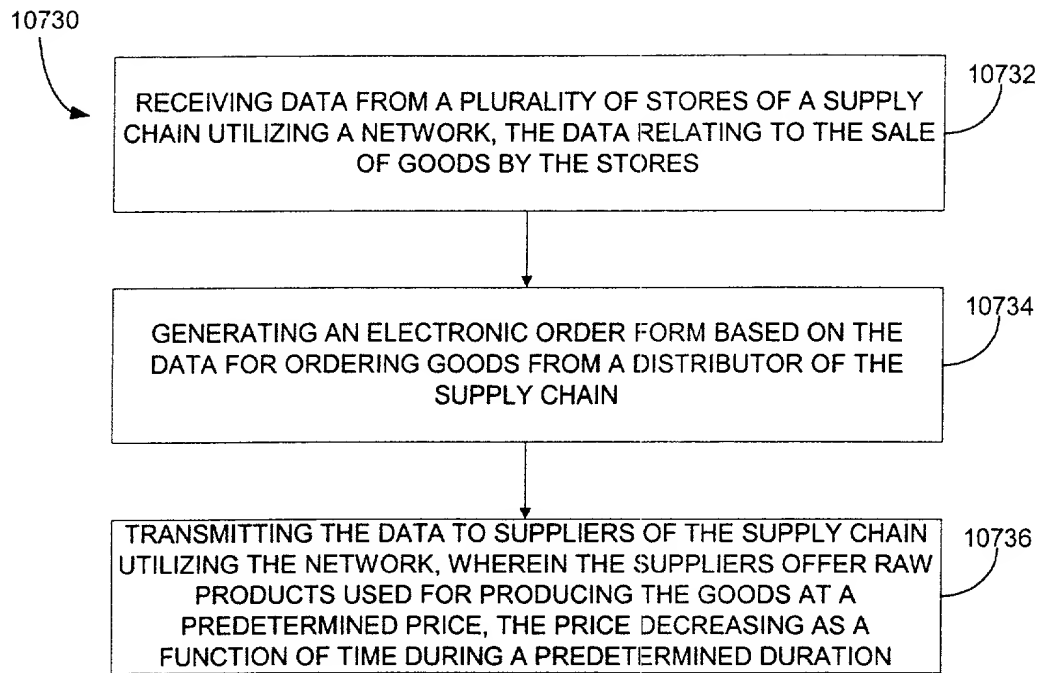 10730
10732
RECEIVING DATA FROM A PLURALITY OF STORES OF A SUPPLY
CHAIN UTILIZING A NETWORK, THE DATA RELATING TO THE SALE
OF GOODS BY THE STORES
10734
GENERATING AN ELECTRONIC ORDER FORM BASED ON THE
DATA FOR ORDERING GOODS FROM A DISTRIBUTOR OF THE
SUPPLY CHAIN
10736
TRANSMITTING THE DATA TO SUPPLIERS OF THE SUPPLY CHAIN
UTILIZING THE NETWORK, WHEREIN THE SUPPLIERS OFFER RAW
PRODUCTS USED FOR PRODUCING THE GOODS AT A
PREDETERMINED PRICE, THE PRICE DECREASING AS A
FUNCTION OF TIME DURING A PREDETERMINED DURATION